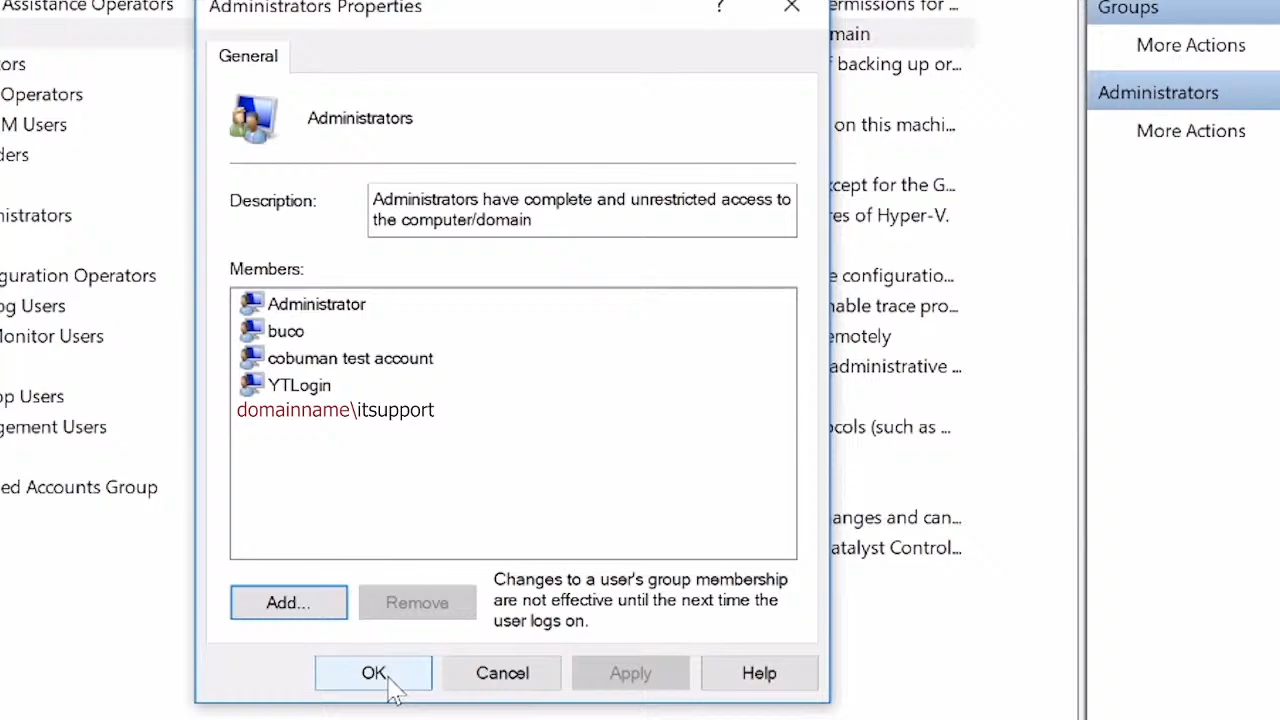 Assistance Operators
ors
Operators
M Users
ders
nistrators
guration Operators
og Users
Monitor Users
op Users
gement Users
ed Accounts Group
Administrators Properties
?
General
Administrators
Description:
Administrators have complete and unrestricted access to
the computer/domain
Members:
Administrator
buco
cobuman test account
YTLogin
domainname\itsupport
Add...
Remove
Changes to a user's group membership
are not effective until the next time the
user logs on.
OK
Cancel
Apply
Help
ermissions for ...
main
f backing up or...
on this machi...
xcept for the G...
res of Hyper-V.
e configuratio...
nable trace pro...
emotely
administrative ...
ocols (such as ...
anges and can...
atalyst Control...
Groups
More Actions
Administrators
More Actions